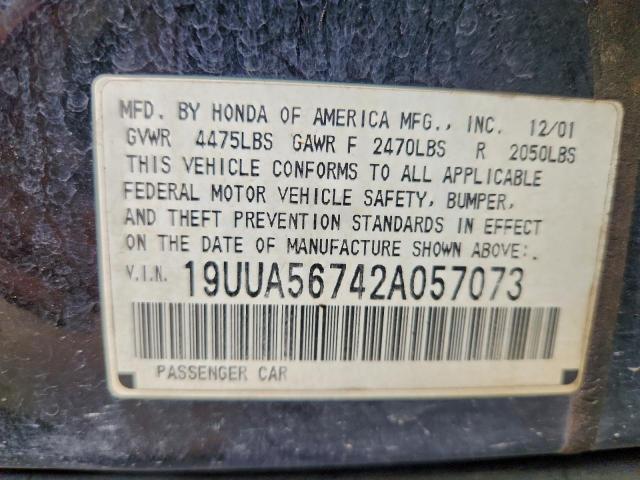 MFD. BY HONDA OF AMERICA MFG., INC. 12/01
GVWR 4475LBS GAWR F 2470LBS R 2050LBS
THIS VEHICLE CONFORMS TO ALL APPLICABLE
FEDERAL MOTOR VEHICLE SAFETY, BUMPER,
AND THEFT PREVENTION STANDARDS IN EFFECT
ON THE DATE OF MANUFACTURE SHOWN ABOVE:.
V.I.N. 19UUA56742A057073
PASSENGER CAR